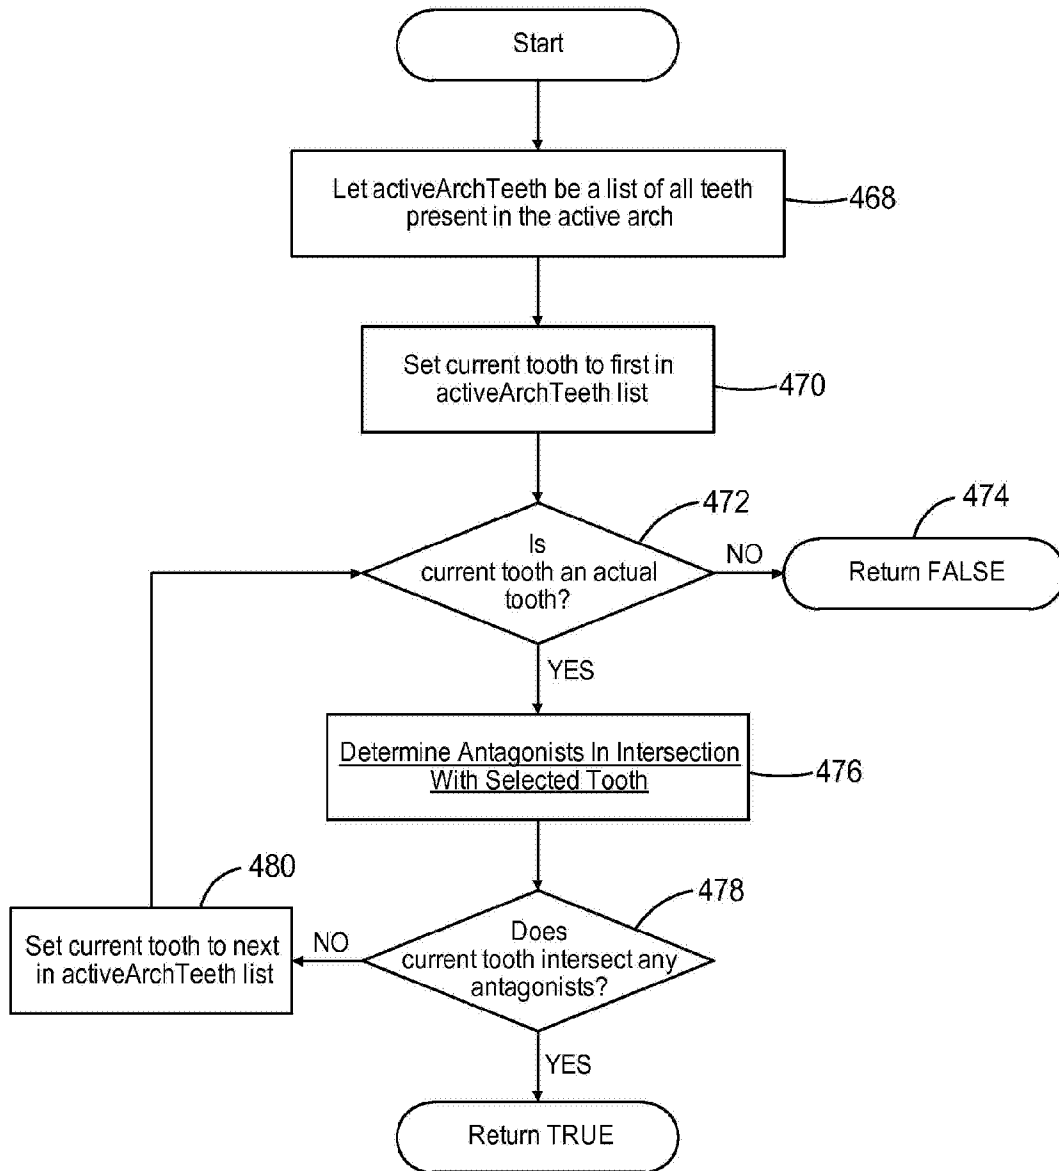 Start
Let activeArchTeeth be a list of all teeth
present in the active arch
468
Set current tooth to first in
activeArchTeeth list
470
472
474
Is
current tooth an actual
tooth?
NO
Return FALSE
YES
Determine Antagonists In Intersection
With Selected Tooth
476
480
478
Set current tooth to next
in activeArchTeeth list
NO
Does
current tooth intersect any
antagonists?
YES
Return TRUE